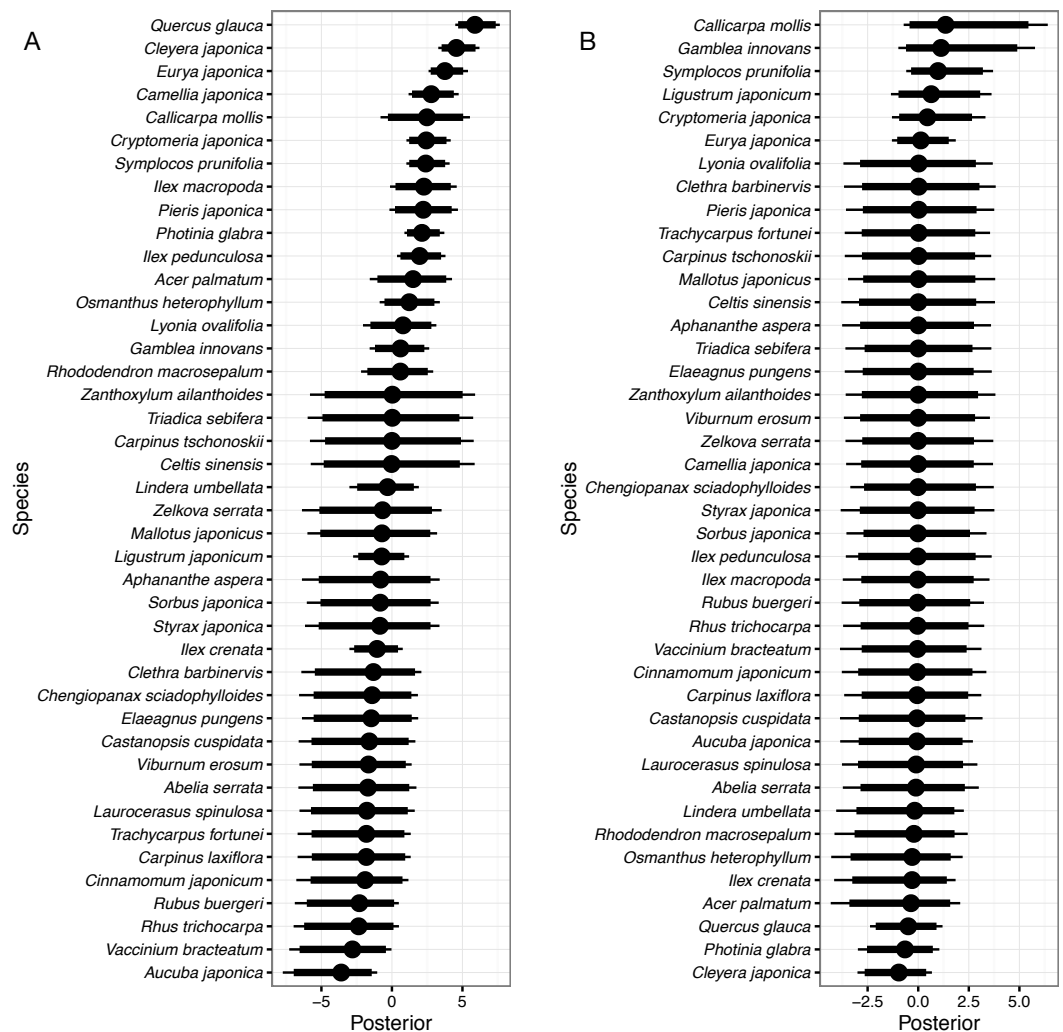 A
Quercus glauca
Cleyera japonica
Eurya japonica
Camellia japonica
Callicarpa mollis
Cryptomeria japonica
Symplocos prunifolia
Ilex macropoda
Pieris japonica
Photinia glabra
Ilex pedunculosa
Acer palmatum
Osmanthus heterophyllum
Lyonia ovalifolia
Gamblea innovans
Rhododendron macrosepalum
Zanthoxylum ailanthoides
Triadica sebifera
Carpinus tschonoskii
Celtis sinensis
Lindera umbellata
Zelkova serrata
Mallotus japonicus
Ligustrum japonicum
Aphananthe aspera
Sorbus japonica
Styrax japonica
Ilex crenata
Clethra barbinervis
Chengiopanax sciadophylloides
Elaeagnus pungens
Castanopsis cuspidata
Viburnum erosum
Abelia serrata
Laurocerasus spinulosa
Trachycarpus fortunei
Carpinus laxiflora
Cinnamomum japonicum
Rubus buergeri
Rhus trichocarpa
Vaccinium bracteatum
Aucuba japonica
Species
−5 0 5
Posterior
B
Callicarpa mollis
Gamblea innovans
Symplocos prunifolia
Ligustrum japonicum
Cryptomeria japonica
Eurya japonica
Lyonia ovalifolia
Clethra barbinervis
Pieris japonica
Trachycarpus fortunei
Carpinus tschonoskii
Mallotus japonicus
Celtis sinensis
Aphananthe aspera
Triadica sebifera
Elaeagnus pungens
Zanthoxylum ailanthoides
Viburnum erosum
Zelkova serrata
Camellia japonica
Chengiopanax sciadophylloides
Styrax japonica
Sorbus japonica
Ilex pedunculosa
Ilex macropoda
Rubus buergeri
Rhus trichocarpa
Vaccinium bracteatum
Cinnamomum japonicum
Carpinus laxiflora
Castanopsis cuspidata
Aucuba japonica
Laurocerasus spinulosa
Abelia serrata
Lindera umbellata
Rhododendron macrosepalum
Osmanthus heterophyllum
Ilex crenata
Acer palmatum
Quercus glauca
Photinia glabra
Cleyera japonica
Species
−2.5 0.0 2.5 5.0
Posterior